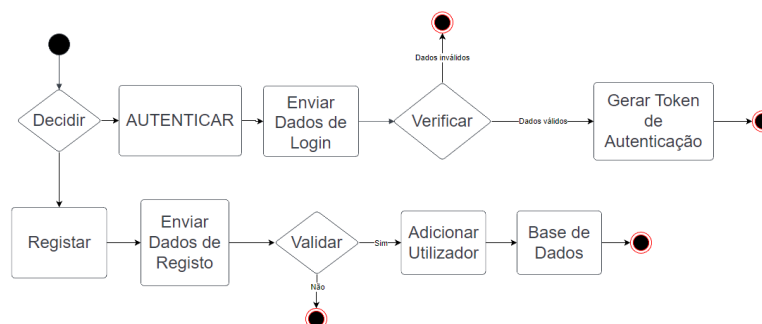 Dados inválidos
Decidir
AUTENTICAR
Enviar
Dados de
Login
Verificar
Dados válidos
Gerar Token
de
Autenticação
Registar
Enviar
Dados de
Registo
Validar
Sim
Adicionar
Utilizador
Base de
Dados
Não